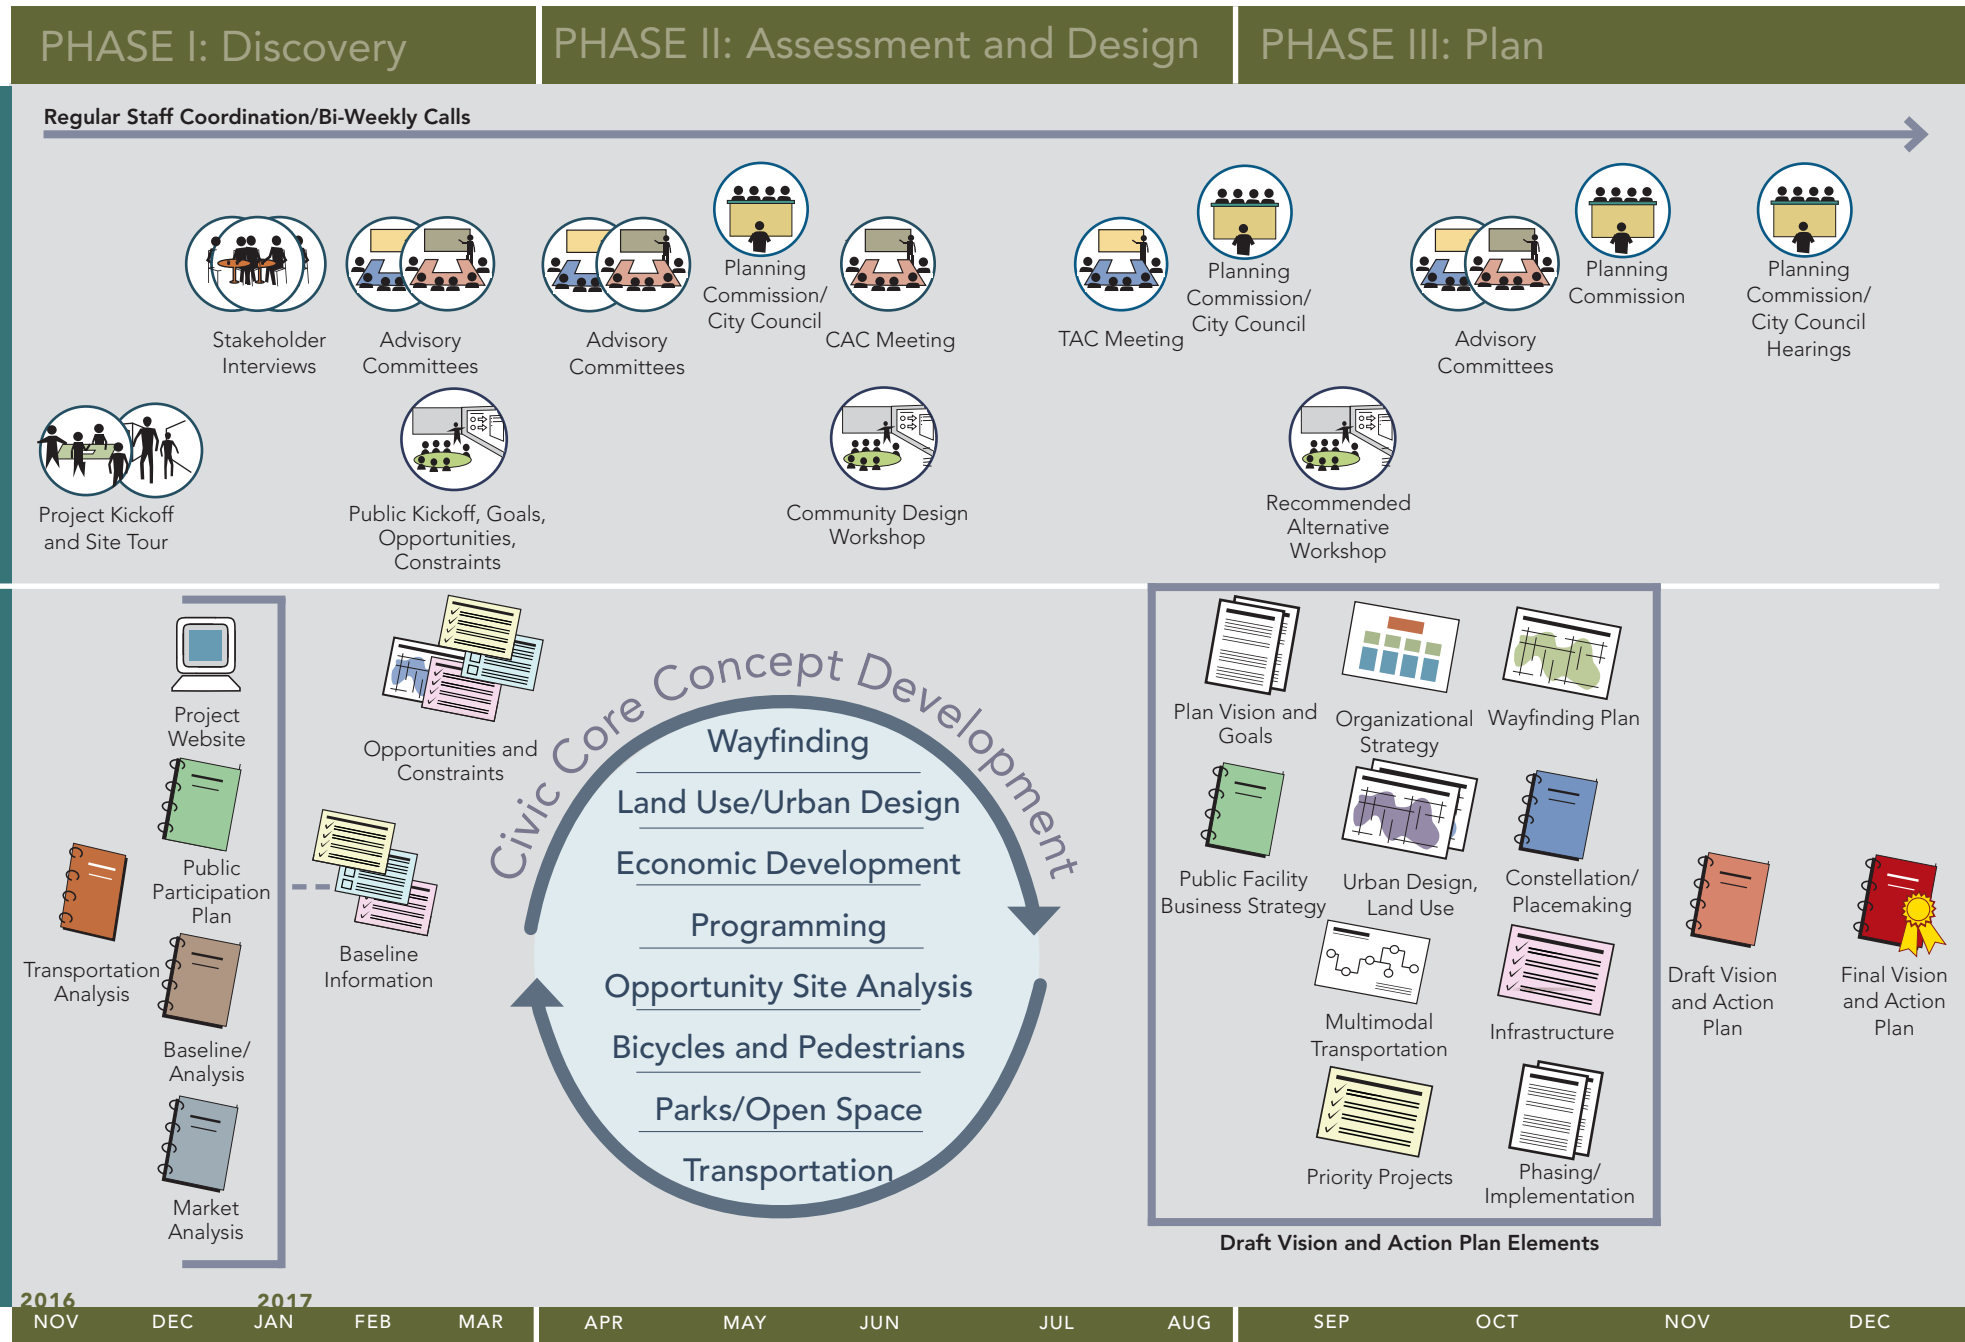 PHASE I: Discovery
PHASE II: Assessment and Design
PHASE III: Plan
Regular Staff Coordination/Bi-Weekly Calls
Stakeholder
Interviews
Advisory
Committees
Advisory
Committees
Planning
Commission/
City Council
CAC Meeting
TAC Meeting
Planning
Commission/
City Council
Advisory
Committees
Planning
Commission
Planning
Commission/
City Council
Hearings
Project Kickoff
and Site Tour
Public Kickoff, Goals,
Opportunities,
Constraints
Community Design
Workshop
Recommended
Alternative
Workshop
Project
Website
Public
Participation
Plan
Transportation
Analysis
Baseline/
Analysis
Market
Analysis
Opportunities and
Constraints
Baseline
Information
Civic Core Concept Development
Wayfinding
Land Use/Urban Design
Economic Development
Programming
Opportunity Site Analysis
Bicycles and Pedestrians
Parks/Open Space
Transportation
Plan Vision and
Goals
Organizational
Strategy
Wayfinding Plan
Public Facility
Business Strategy
Urban Design,
Land Use
Constellation/
Placemaking
Multimodal
Transportation
Infrastructure
Priority Projects
Phasing/
Implementation
Draft Vision and Action Plan Elements
Draft Vision
and Action
Plan
Final Vision
and Action
Plan
2016
2017
NOV
DEC
JAN
FEB
MAR
APR
MAY
JUN
JUL
AUG
SEP
OCT
NOV
DEC